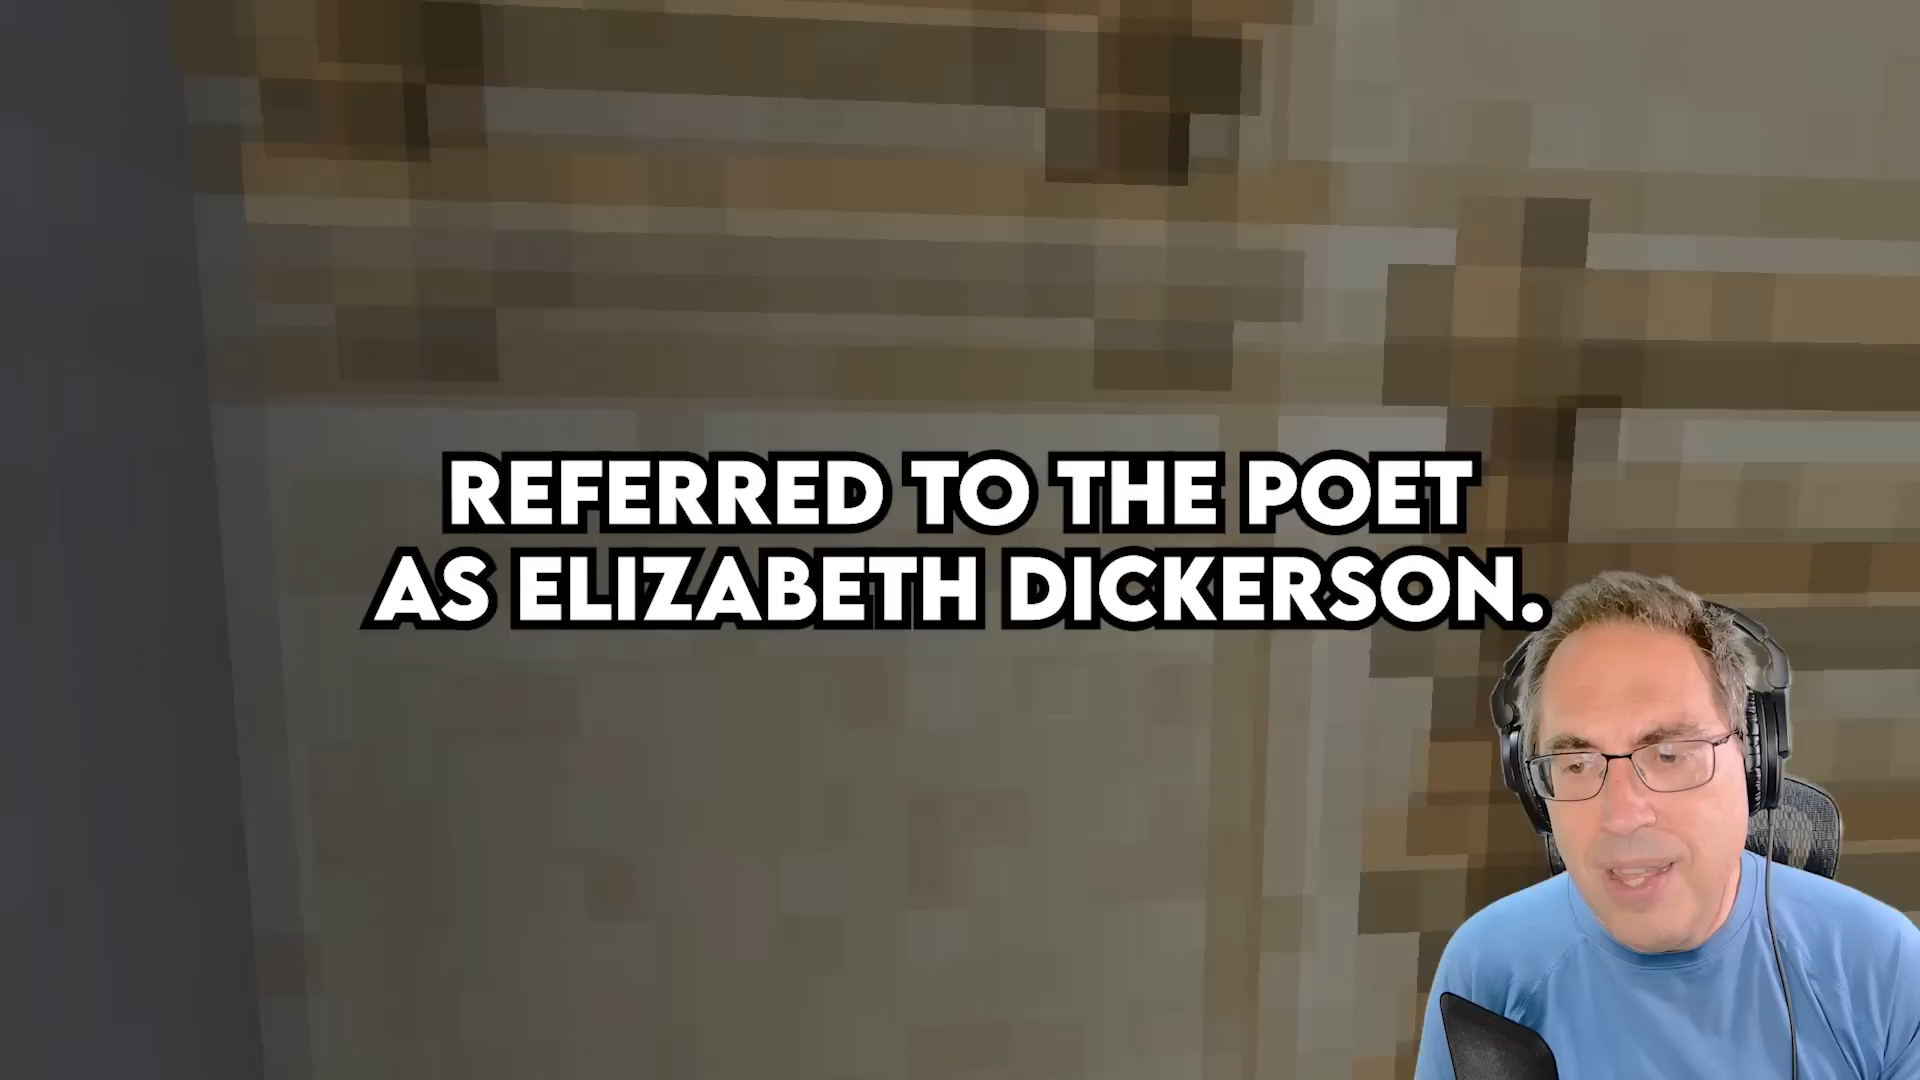 REFERRED TO THE POET
AS ELIZABETH DICKERSON.